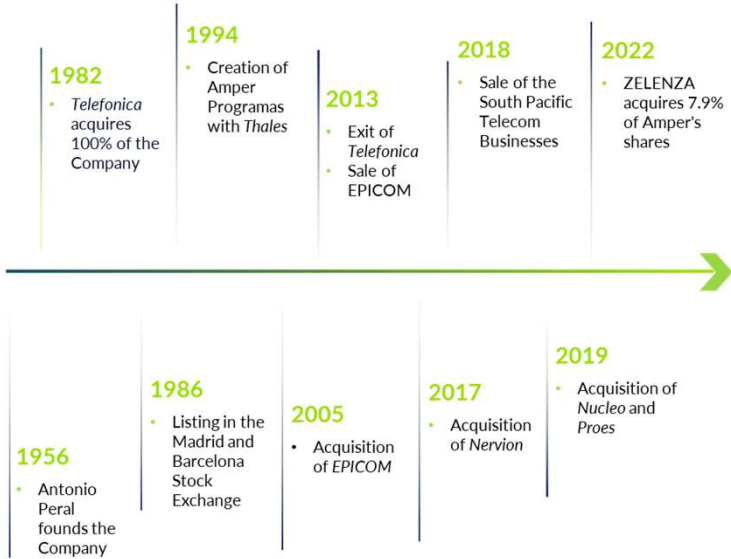 1982
• Telefonica
acquires
100% of the
Company
1994
• Creation of
Amper
Programas
with Thales
2013
• Exit of
Telefonica
• Sale of
EPICOM
2018
• Sale of the
South Pacific
Telecom
Businesses
2022
• ZELENZA
acquires 7.9%
of Amper's
shares
1956
• Antonio
Peral
founds the
Company
1986
• Listing in the
Madrid and
Barcelona
Stock
Exchange
2005
• Acquisition
of EPICOM
2017
• Acquisition
of Nervion
2019
• Acquisition of
Nucleo and
Proes